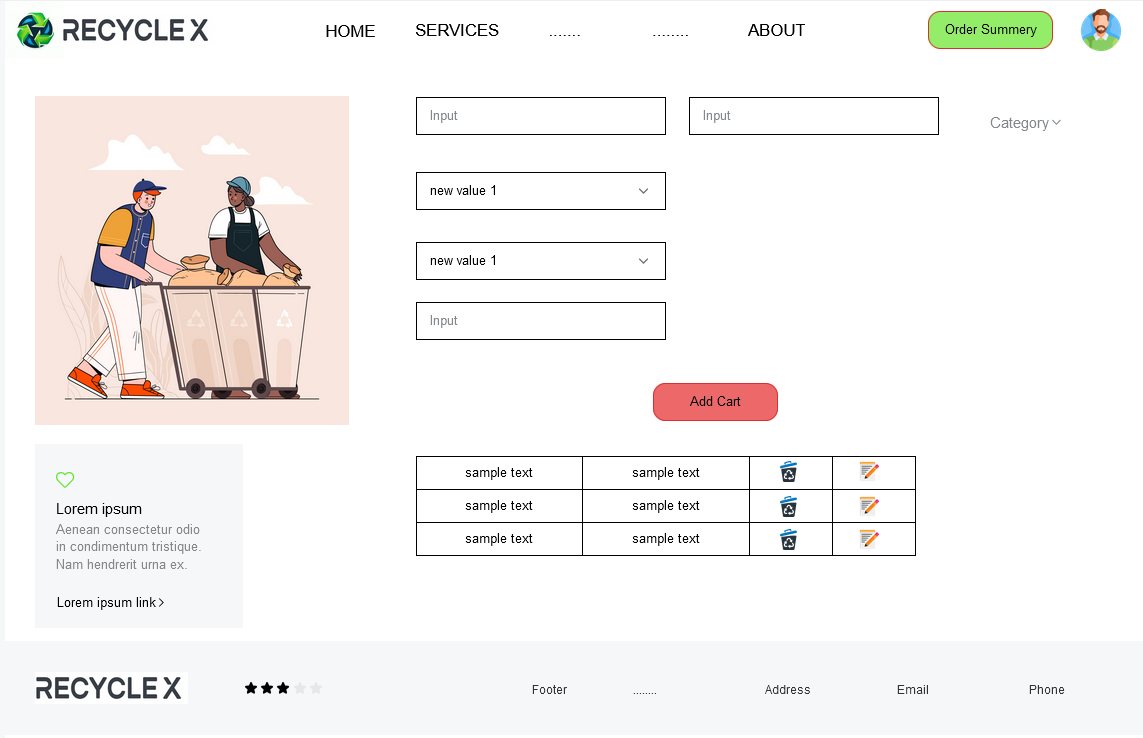 RECYCLE X
HOME
SERVICES
.......
........
ABOUT
Order Summery
Input
Input
Category
new value 1
new value 1
Input
Add Cart
sample text sample text
sample text sample text
sample text sample text
Lorem ipsum
Aenean consectetur odio
in condimentum tristique.
Nam hendrerit urna ex.
Lorem ipsum link
RECYCLE X
Footer
........
Address
Email
Phone